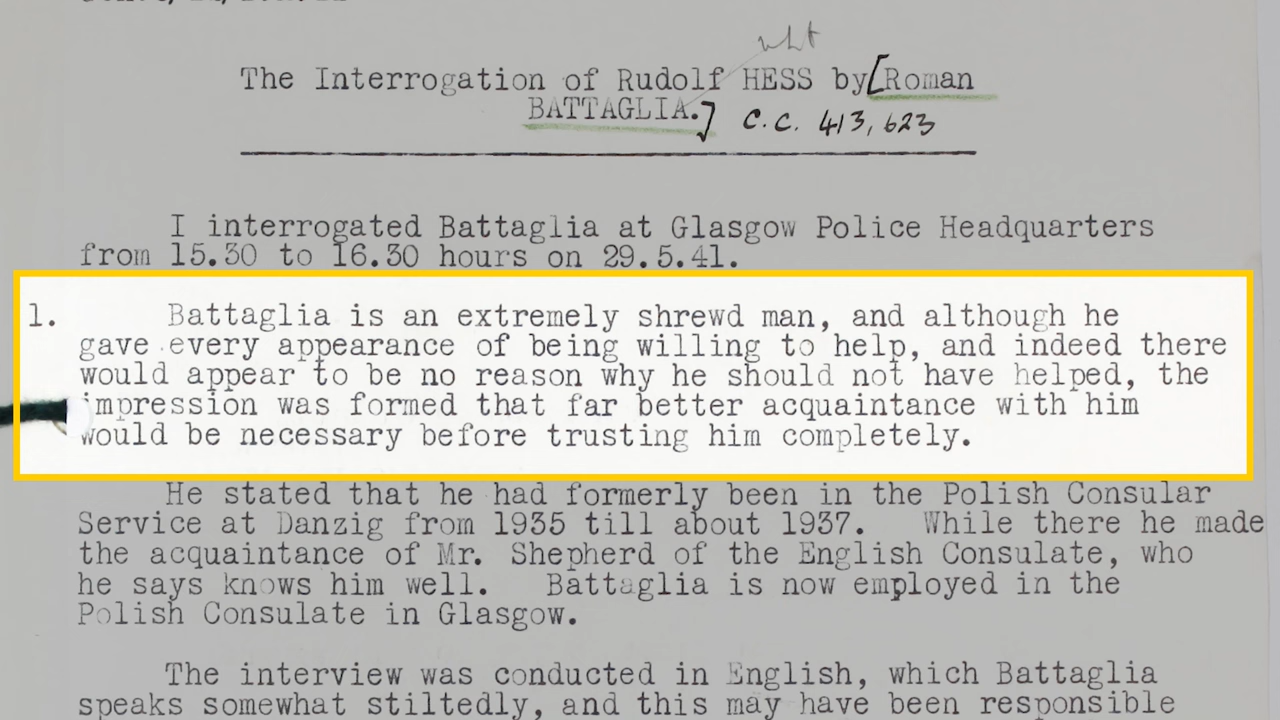 The Interrogation of Rudolf HESS by [Roman
BATTAGLIA.] C.C. 413,623
I interrogated Battaglia at Glasgow Police Headquarters
from 15.30 to 16.30 hours on 29.5.41.
1. Battaglia is an extremely shrewd man, and although he
gave every appearance of being willing to help, and indeed there
would appear to be no reason why he should not have helped, the
impression was formed that far better acquaintance with him
would be necessary before trusting him completely.
He stated that he had formerly been in the Polish Consular
Service at Danzig from 1935 till about 1937. While there he made
the acquaintance of Mr. Shepherd of the English Consulate, who
he says knows him well. Battaglia is now employed in the
Polish Consulate in Glasgow.
The interview was conducted in English, which Battaglia
speaks somewhat stiltedly, and this may have been responsible